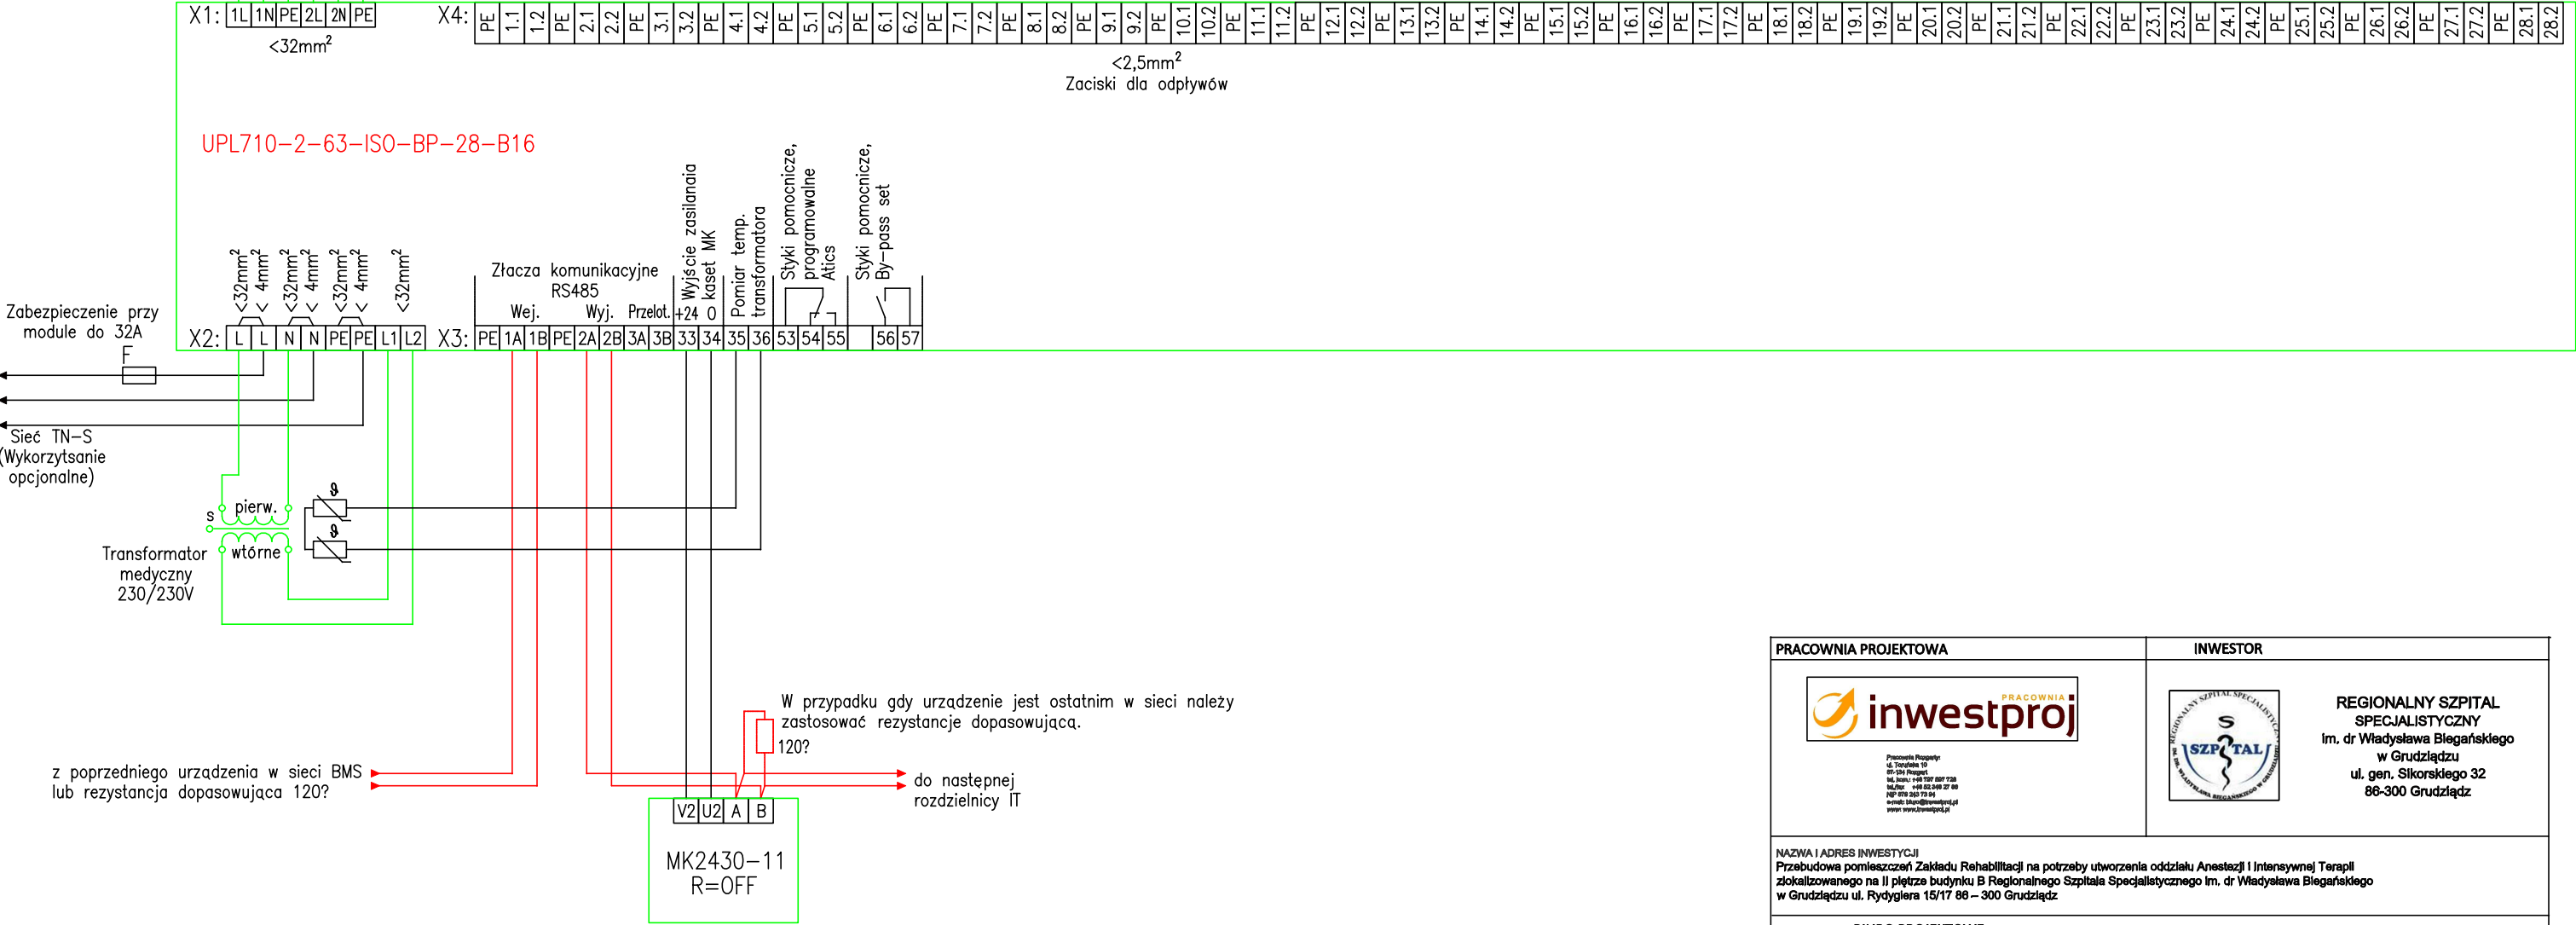 X1: 1L 1N PE 2L 2N PE
<32mm²
X4: PE 1.1 1.2 PE 2.1 2.2 PE 3.1 3.2 PE 4.1 4.2 PE 5.1 5.2 PE 6.1 6.2 PE 7.1 7.2 PE 8.1 8.2 PE 9.1 9.2 PE 10.1 10.2 PE 11.1 11.2 PE 12.1 12.2 PE 13.1 13.2 PE 14.1 14.2 PE 15.1 15.2 PE 16.1 16.2 PE 17.1 17.2 PE 18.1 18.2 PE 19.1 19.2 PE 20.1 20.2 PE 21.1 21.2 PE 22.1 22.2 PE 23.1 23.2 PE 24.1 24.2 PE 25.1 25.2 PE 26.1 26.2 PE 27.1 27.2 PE 28.1 28.2
<2,5mm²
Zaciski dla odpływów
UPL710-2-63-ISO-BP-28-B16
<32mm²
< 4mm²
<32mm²
< 4mm²
<32mm²
< 4mm²
<32mm²
Złacza komunikacyjne
RS485
Wej. Wyj. Przelot.
Wyjście zasilanaia
kaset MK
+24 0
Pomiar temp.
transformatora
Styki pomocnicze,
programowalne
Atics
Styki pomocnicze,
By-pass set
Zabezpieczenie przy
module do 32A
F
X2: L L N N PE PE L1 L2
X3: PE 1A 1B PE 2A 2B 3A 3B 33 34 35 36 53 54 55 56 57
Sieć TN-S
(Wykorzytsanie
opcjonalne)
s
pierw.
wtórne
ϑ
ϑ
Transformator
medyczny
230/230V
W przypadku gdy urządzenie jest ostatnim w sieci należy
zastosować rezystancje dopasowującą.
120?
z poprzedniego urządzenia w sieci BMS
lub rezystancja dopasowująca 120?
do następnej
rozdzielnicy IT
V2 U2 A B
MK2430-11
R=OFF
PRACOWNIA PROJEKTOWA
INWESTOR
PRACOWNIA
inwestproj
SZPITAL
REGIONALNY SZPITAL
SPECJALISTYCZNY
im. dr Władysława Biegańskiego
w Grudziądzu
ul. gen. Sikorskiego 32
86-300 Grudziądz
NAZWA I ADRES INWESTYCJI
Przebudowa pomieszczeń Zakładu Rehabilitacji na potrzeby utworzenia oddziału Anestezji i Intensywnej Terapii
zlokalizowanego na II piętrze budynku B Regionalnego Szpitala Specjalistycznego im. dr Władysława Biegańskiego
w Grudziądzu ul. Rydygiera 15/17 86 – 300 Grudziądz